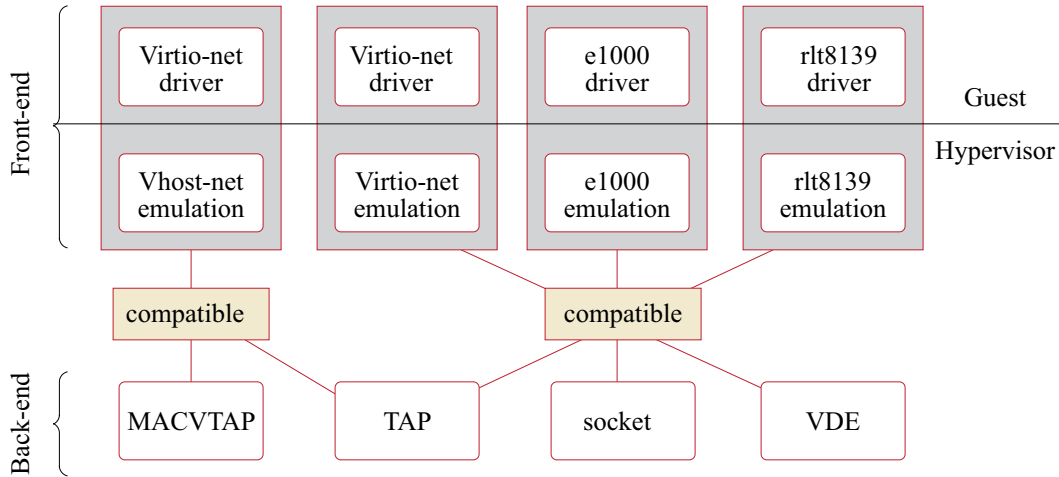 Front-end
Virtio-net
driver
Virtio-net
driver
e1000
driver
rlt8139
driver
Guest
Hypervisor
Vhost-net
emulation
Virtio-net
emulation
e1000
emulation
rlt8139
emulation
compatible
compatible
Back-end
MACVTAP
TAP
socket
VDE